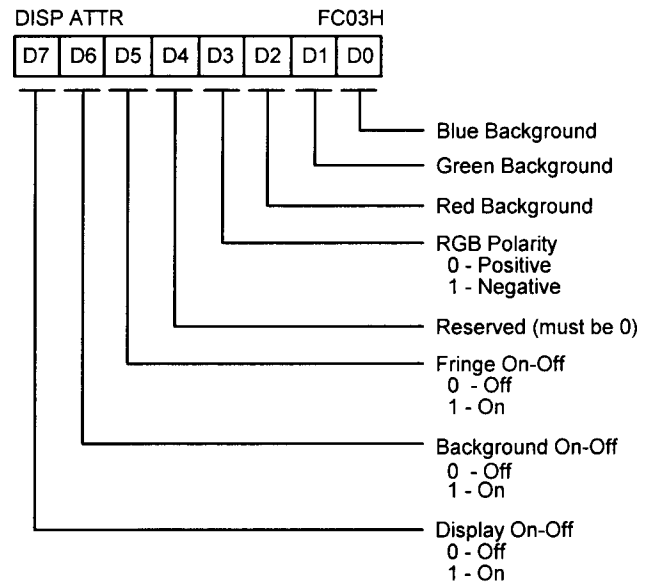 DISP ATTR FC03H
D7 D6 D5 D4 D3 D2 D1 D0
Blue Background
Green Background
Red Background
RGB Polarity
0 - Positive
1 - Negative
Reserved (must be 0)
Fringe On-Off
0 - Off
1 - On
Background On-Off
0 - Off
1 - On
Display On-Off
0 - Off
1 - On